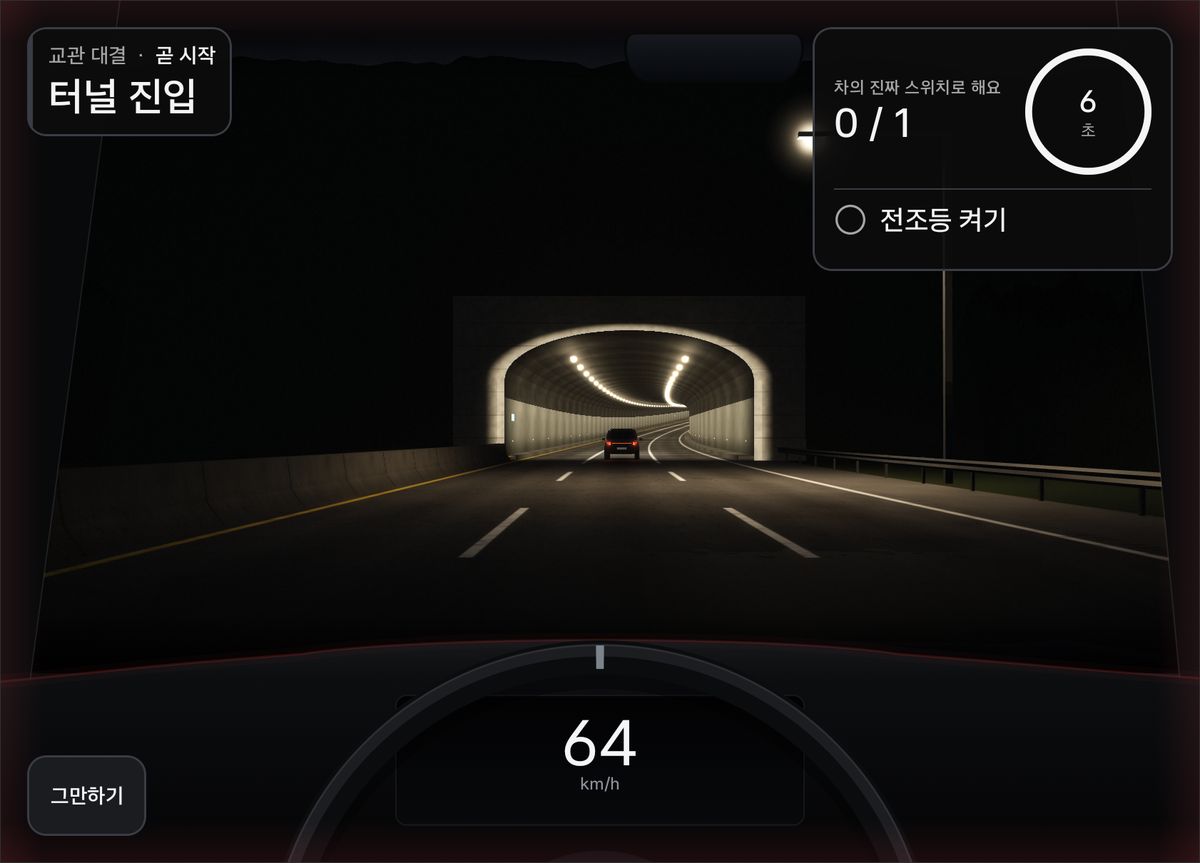 교관 대결 · 곧 시작
터널 진입
차의 진짜 스위치로 해요
0 / 1
6
초
전조등 켜기
64
km/h
그만하기